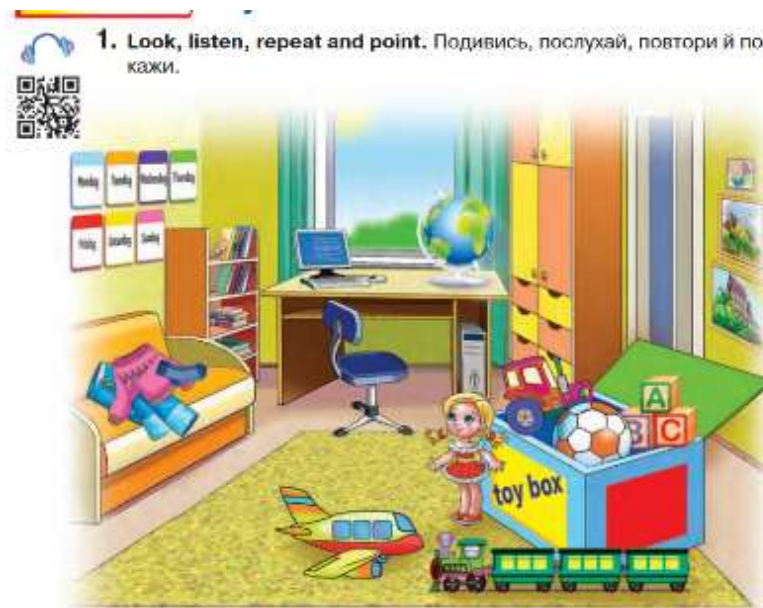 1. Look, listen, repeat and point. Подивись, послухай, повтори й по
кажи.
Monday Tuesday Wednesday Thursday
Friday Saturday Sunday
A
B C
toy box